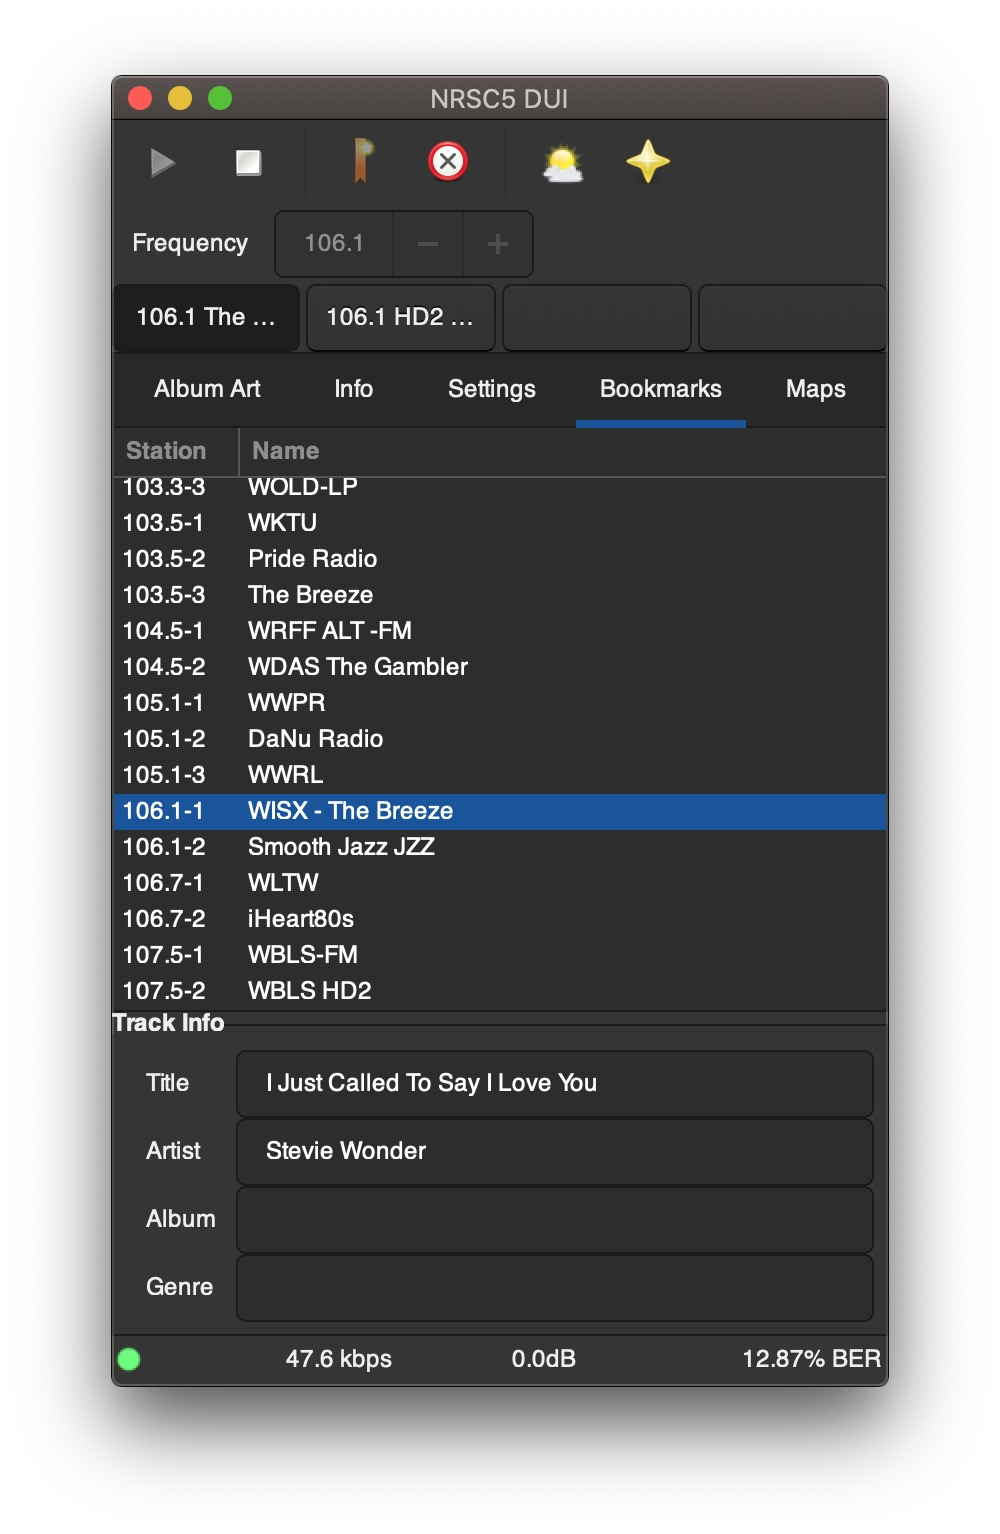 NRSC5 DUI
Frequency 106.1 − +
106.1 The ... 106.1 HD2 ...
Album Art Info Settings Bookmarks Maps
Station Name
103.3-3 WOLD-LP
103.5-1 WKTU
103.5-2 Pride Radio
103.5-3 The Breeze
104.5-1 WRFF ALT -FM
104.5-2 WDAS The Gambler
105.1-1 WWPR
105.1-2 DaNu Radio
105.1-3 WWRL
106.1-1 WISX - The Breeze
106.1-2 Smooth Jazz JZZ
106.7-1 WLTW
106.7-2 iHeart80s
107.5-1 WBLS-FM
107.5-2 WBLS HD2
Track Info
Title I Just Called To Say I Love You
Artist Stevie Wonder
Album
Genre
47.6 kbps 0.0dB 12.87% BER